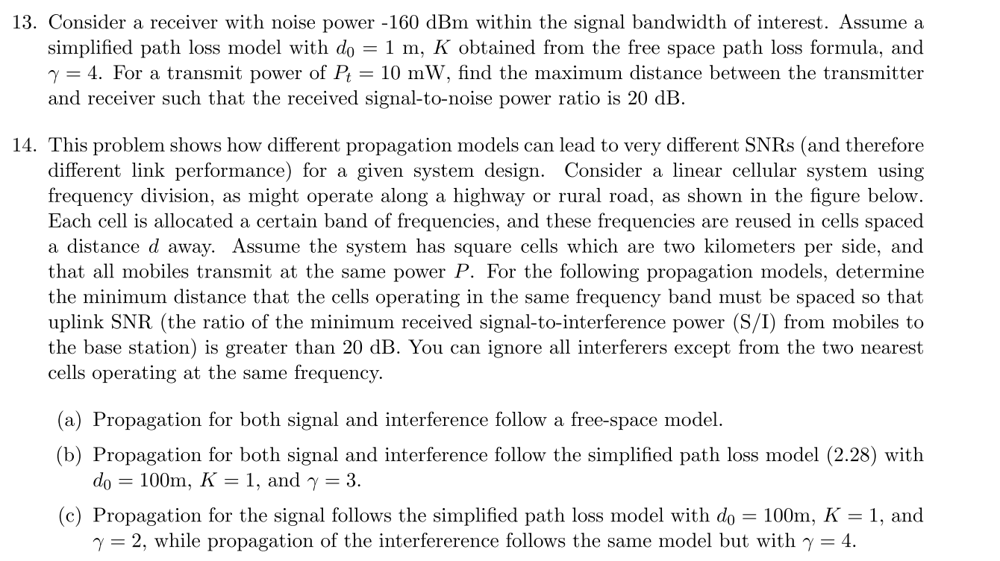 13. Consider a receiver with noise power -160 dBm within the signal bandwidth of interest. Assume a
simplified path loss model with d₀ = 1 m, K obtained from the free space path loss formula, and
γ = 4. For a transmit power of Pₜ = 10 mW, find the maximum distance between the transmitter
and receiver such that the received signal-to-noise power ratio is 20 dB.
14. This problem shows how different propagation models can lead to very different SNRs (and therefore
different link performance) for a given system design. Consider a linear cellular system using
frequency division, as might operate along a highway or rural road, as shown in the figure below.
Each cell is allocated a certain band of frequencies, and these frequencies are reused in cells spaced
a distance d away. Assume the system has square cells which are two kilometers per side, and
that all mobiles transmit at the same power P. For the following propagation models, determine
the minimum distance that the cells operating in the same frequency band must be spaced so that
uplink SNR (the ratio of the minimum received signal-to-interference power (S/I) from mobiles to
the base station) is greater than 20 dB. You can ignore all interferers except from the two nearest
cells operating at the same frequency.
(a) Propagation for both signal and interference follow a free-space model.
(b) Propagation for both signal and interference follow the simplified path loss model (2.28) with
d₀ = 100m, K = 1, and γ = 3.
(c) Propagation for the signal follows the simplified path loss model with d₀ = 100m, K = 1, and
γ = 2, while propagation of the interfererence follows the same model but with γ = 4.